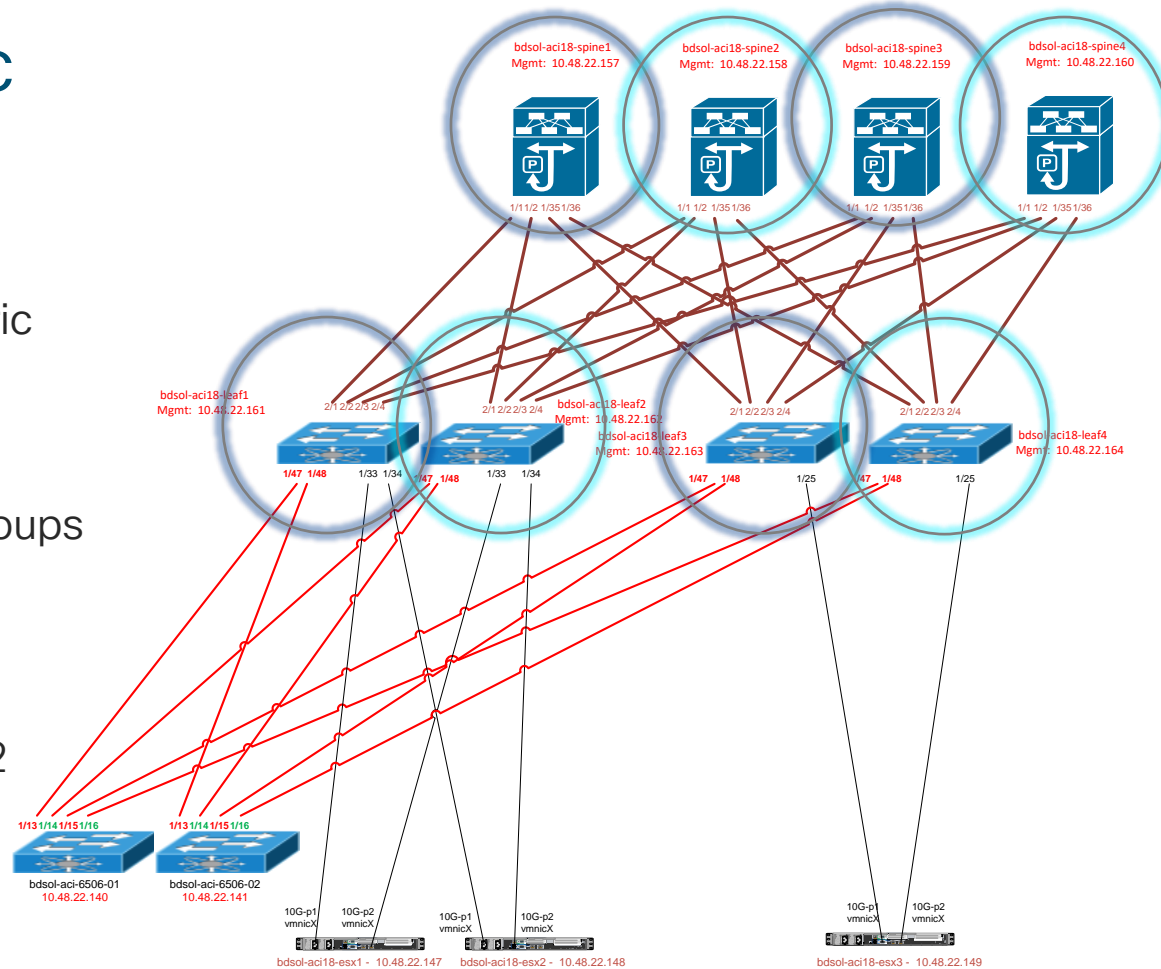 c
ic
oups
2
bdsol-aci18-spine1
Mgmt: 10.48.22.157
bdsol-aci18-spine2
Mgmt: 10.48.22.158
bdsol-aci18-spine3
Mgmt: 10.48.22.159
bdsol-aci18-spine4
Mgmt: 10.48.22.160
P
P
P
P
1/1 1/2 1/35 1/36
1/1 1/2 1/35 1/36
1/1 1/2 1/35 1/36
1/1 1/2 1/35 1/36
bdsol-aci18-leaf1
Mgmt: 10.48.22.161
2/1 2/2 2/3 2/4
2/1 2/2 2/3 2/4
bdsol-aci18-leaf2
Mgmt: 10.48.22.162
bdsol-aci18-leaf3
Mgmt: 10.48.22.163
2/1 2/2 2/3 2/4
2/1 2/2 2/3 2/4
bdsol-aci18-leaf4
Mgmt: 10.48.22.164
1/47 1/48
1/33 1/34
1/47 1/48
1/33 1/34
1/47 1/48
1/25
1/47 1/48
1/25
1/13 1/14 1/15 1/16
1/13 1/14 1/15 1/16
bdsol-aci-6506-01
10.48.22.140
bdsol-aci-6506-02
10.48.22.141
10G-p1
vmnicX
10G-p2
vmnicX
10G-p1
vmnicX
10G-p2
vmnicX
10G-p1
vmnicX
10G-p2
vmnicX
bdsol-aci18-esx1 - 10.48.22.147
bdsol-aci18-esx2 - 10.48.22.148
bdsol-aci18-esx3 - 10.48.22.149